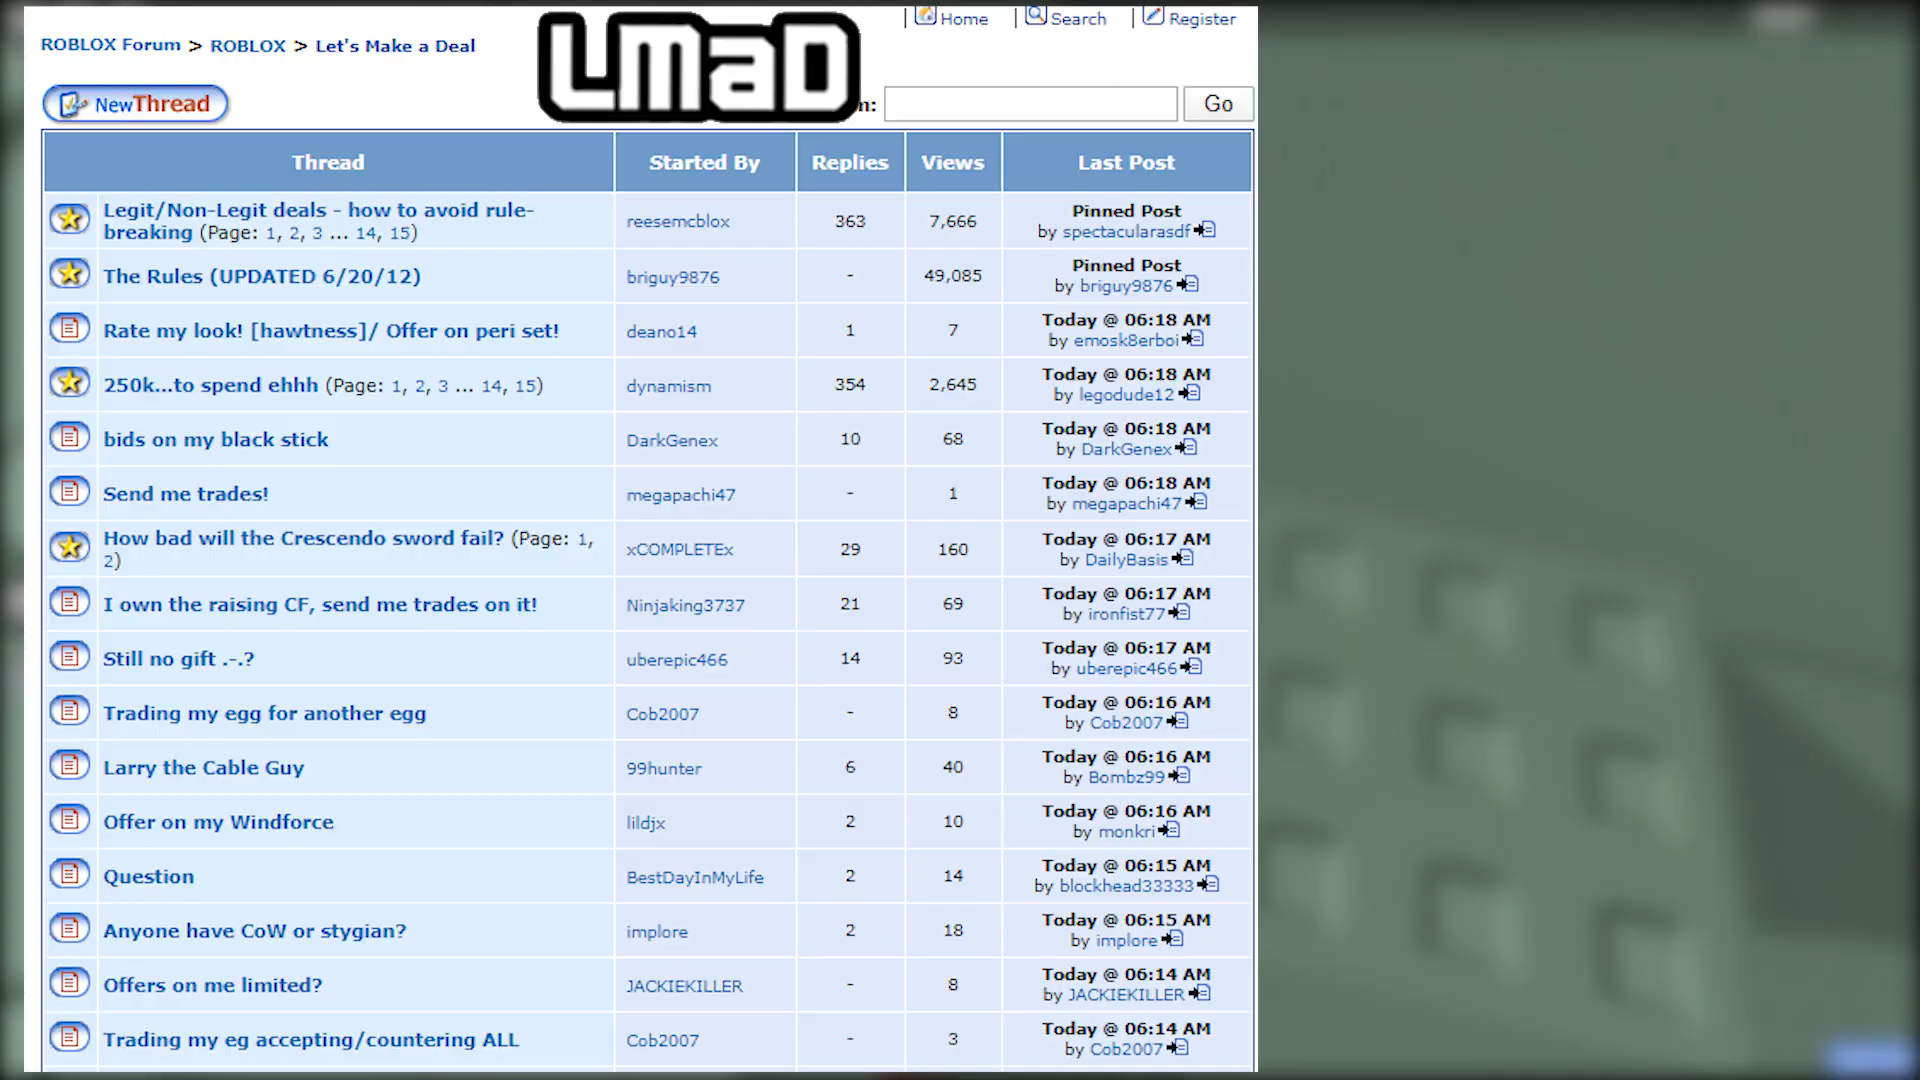 Home
Search
Register
ROBLOX Forum > ROBLOX > Let's Make a Deal
LMaD
New Thread
Go
Thread Started By Replies Views Last Post
Legit/Non-Legit deals - how to avoid rule-
breaking (Page: 1, 2, 3 ... 14, 15)
reesemcblox 363 7,666
Pinned Post
by spectacularasdf
The Rules (UPDATED 6/20/12) briguy9876 - 49,085
Pinned Post
by briguy9876
Rate my look! [hawtness]/ Offer on peri set! deano14 1 7
Today @ 06:18 AM
by emosk8erboi
250k...to spend ehhh (Page: 1, 2, 3 ... 14, 15) dynamism 354 2,645
Today @ 06:18 AM
by legodude12
bids on my black stick DarkGenex 10 68
Today @ 06:18 AM
by DarkGenex
Send me trades! megapachi47 - 1
Today @ 06:18 AM
by megapachi47
How bad will the Crescendo sword fail? (Page: 1,
2)
xCOMPLETEx 29 160
Today @ 06:17 AM
by DailyBasis
I own the raising CF, send me trades on it! Ninjaking3737 21 69
Today @ 06:17 AM
by ironfist77
Still no gift .-.? uberepic466 14 93
Today @ 06:17 AM
by uberepic466
Trading my egg for another egg Cob2007 - 8
Today @ 06:16 AM
by Cob2007
Larry the Cable Guy 99hunter 6 40
Today @ 06:16 AM
by Bombz99
Offer on my Windforce lildjx 2 10
Today @ 06:16 AM
by monkri
Question BestDayInMyLife 2 14
Today @ 06:15 AM
by blockhead33333
Anyone have CoW or stygian? implore 2 18
Today @ 06:15 AM
by implore
Offers on me limited? JACKIEKILLER - 8
Today @ 06:14 AM
by JACKIEKILLER
Trading my eg accepting/countering ALL Cob2007 - 3
Today @ 06:14 AM
by Cob2007